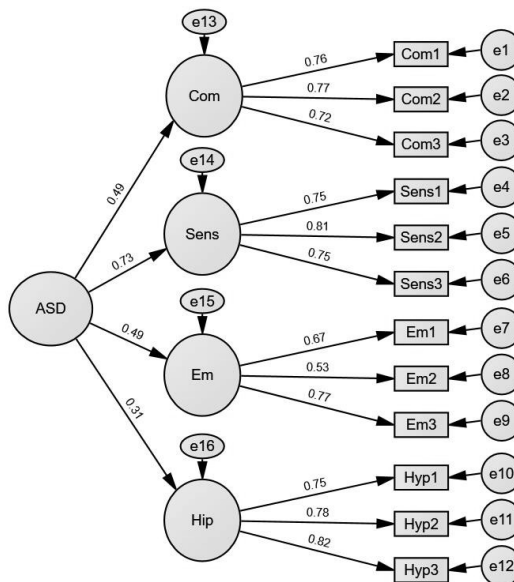 e13
Com
0.76
0.77
0.72
Com1
e1
Com2
e2
Com3
e3
0.49
e14
Sens
0.75
0.81
0.75
Sens1
e4
Sens2
e5
Sens3
e6
0.73
ASD
0.49
e15
Em
0.67
0.53
0.77
Em1
e7
Em2
e8
Em3
e9
0.31
e16
Hip
0.75
0.78
0.82
Hyp1
e10
Hyp2
e11
Hyp3
e12